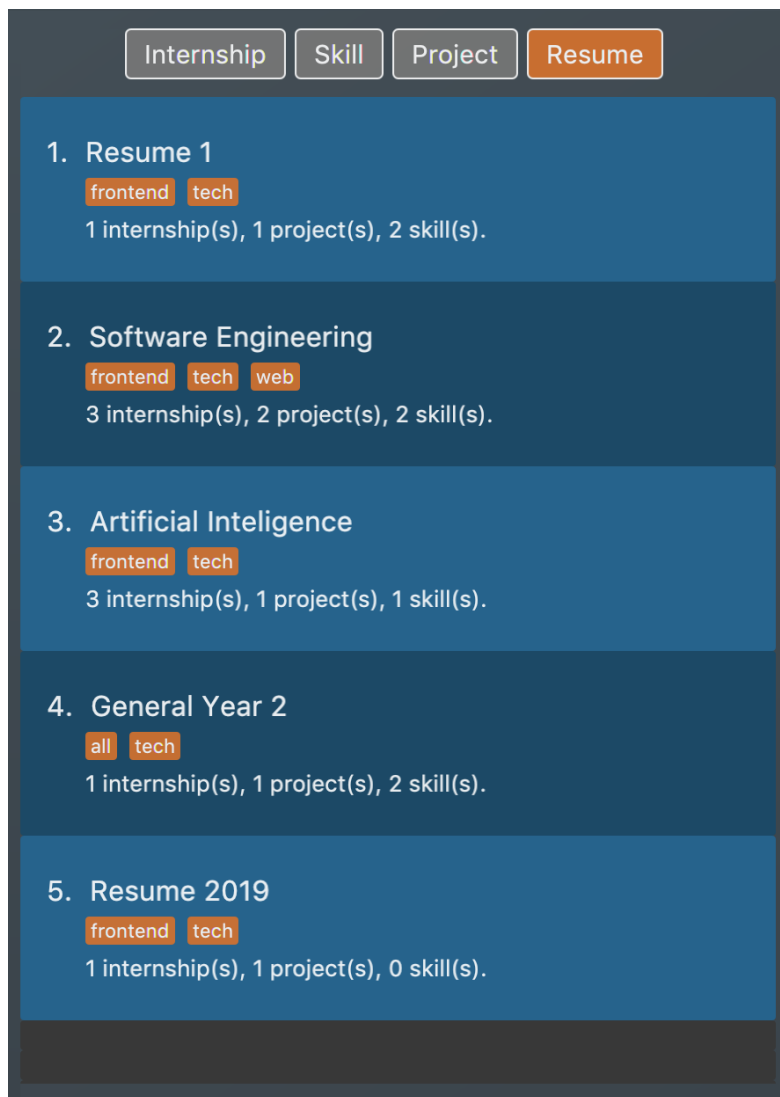 Internship Skill Project Resume
1. Resume 1
frontend tech
1 internship(s), 1 project(s), 2 skill(s).
2. Software Engineering
frontend tech web
3 internship(s), 2 project(s), 2 skill(s).
3. Artificial Inteligence
frontend tech
3 internship(s), 1 project(s), 1 skill(s).
4. General Year 2
all tech
1 internship(s), 1 project(s), 2 skill(s).
5. Resume 2019
frontend tech
1 internship(s), 1 project(s), 0 skill(s).